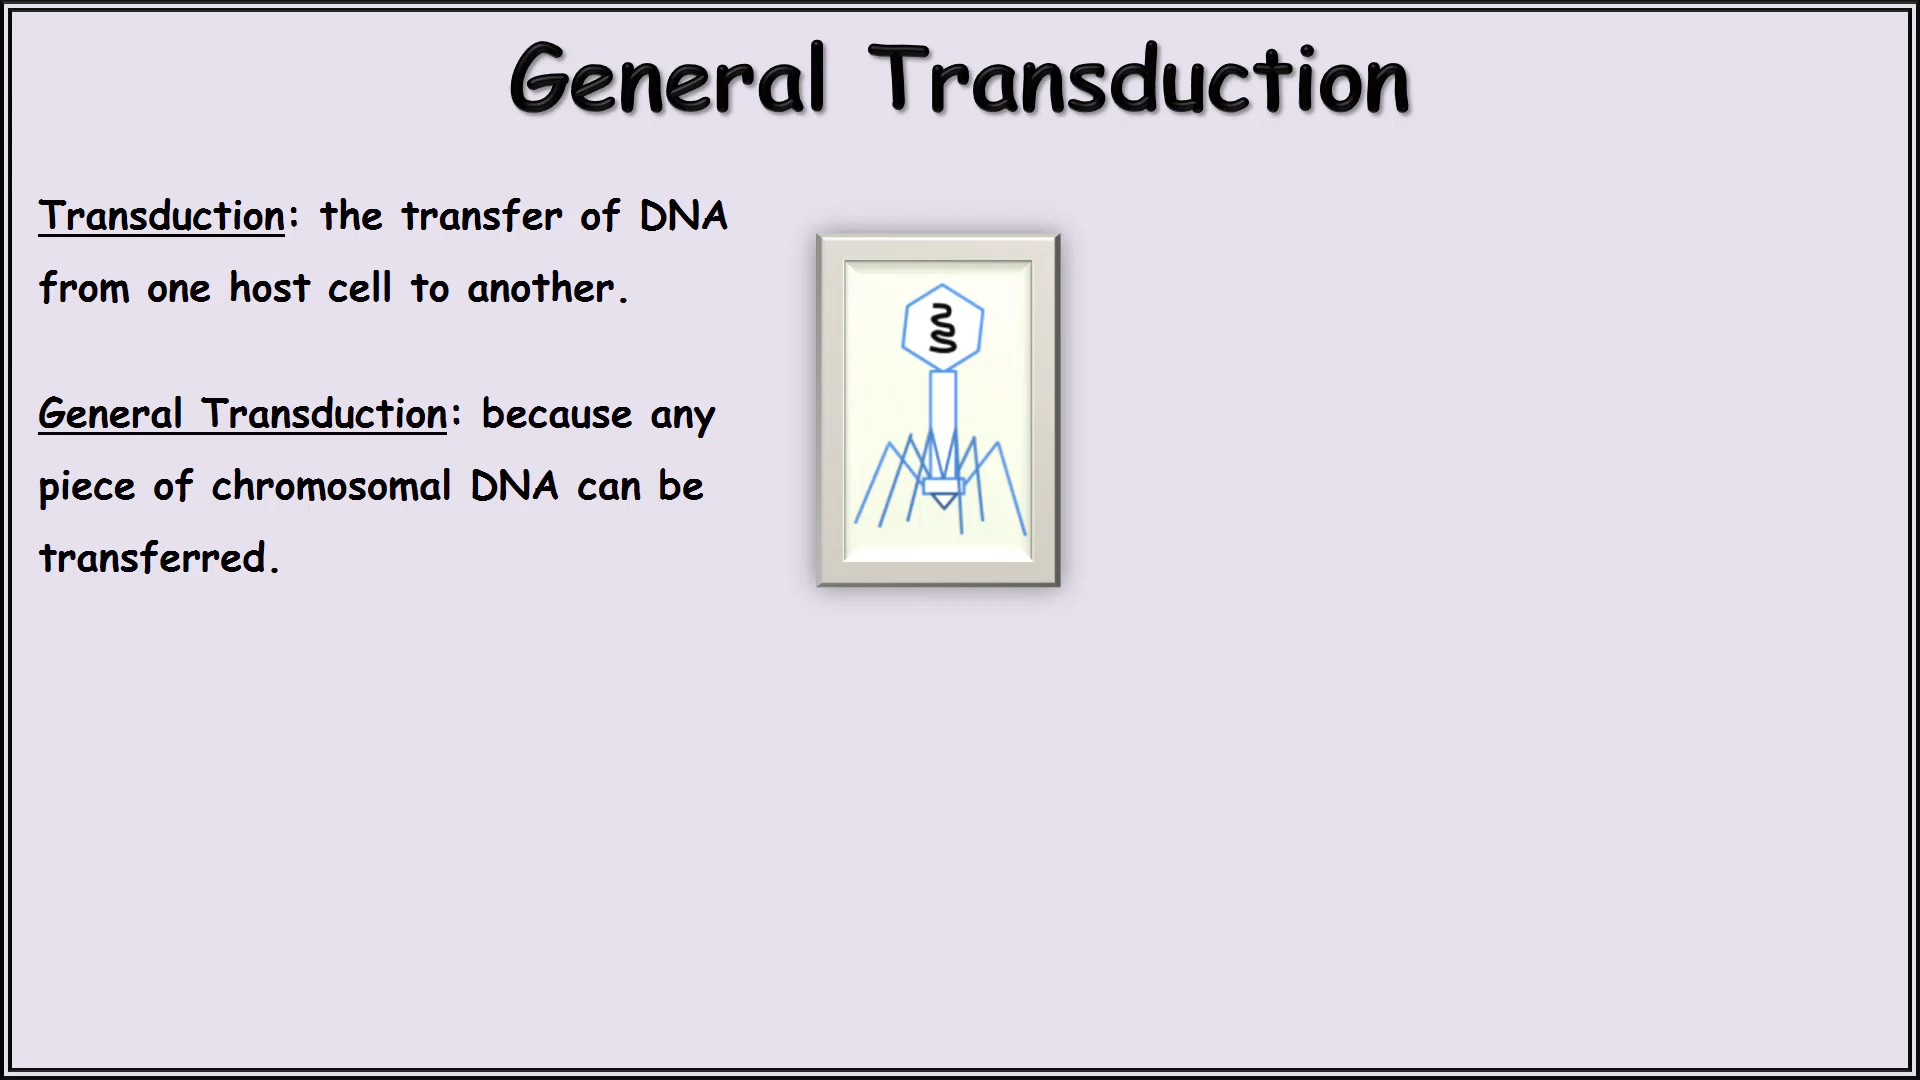 General Transduction
Transduction: the transfer of DNA
from one host cell to another.
General Transduction: because any
piece of chromosomal DNA can be
transferred.